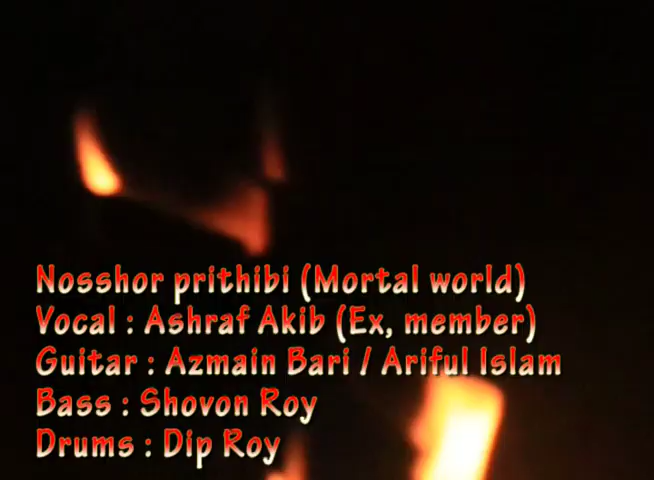 Nosshor prithibi (Mortal world)
Vocal : Ashraf Akib (Ex, member)
Guitar : Azmain Bari / Ariful Islam
Bass : Shovon Roy
Drums : Dip Roy